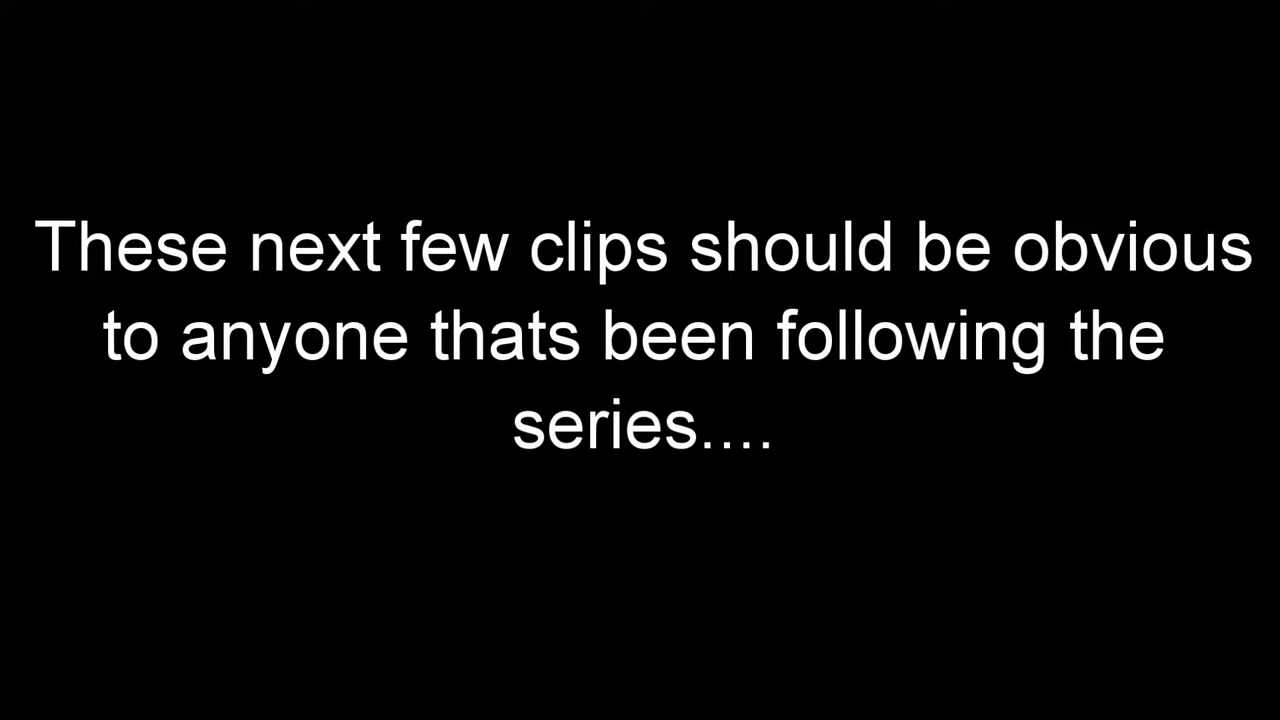 These next few clips should be obvious
to anyone thats been following the
series....